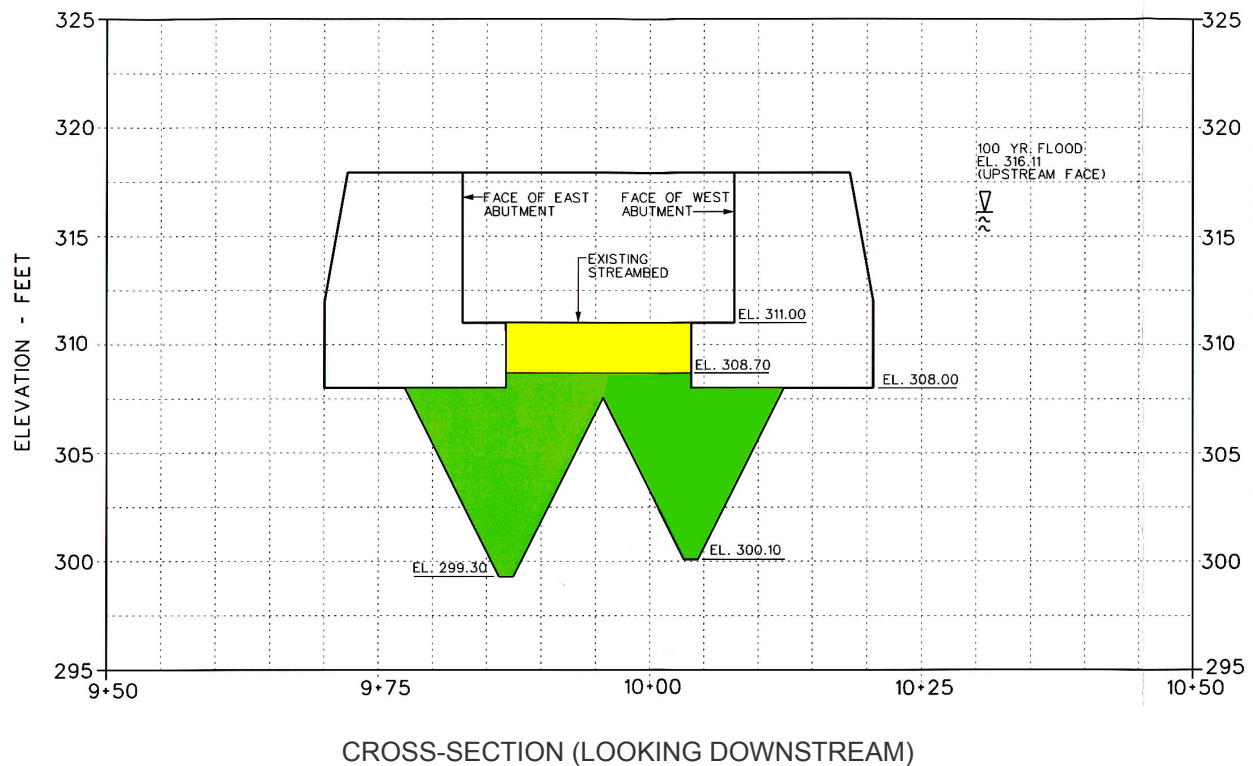 325
325
320
320
100 YR. FLOOD
EL. 316.11
(UPSTREAM FACE)
FACE OF EAST
ABUTMENT
FACE OF WEST
ABUTMENT
315
315
EXISTING
STREAMBED
ELEVATION - FEET
EL. 311.00
310
310
EL. 308.70
EL. 308.00
305
305
EL. 300.10
300
300
EL. 299.30
295
295
9+50
9+75
10+00
10+25
10+50
CROSS-SECTION (LOOKING DOWNSTREAM)